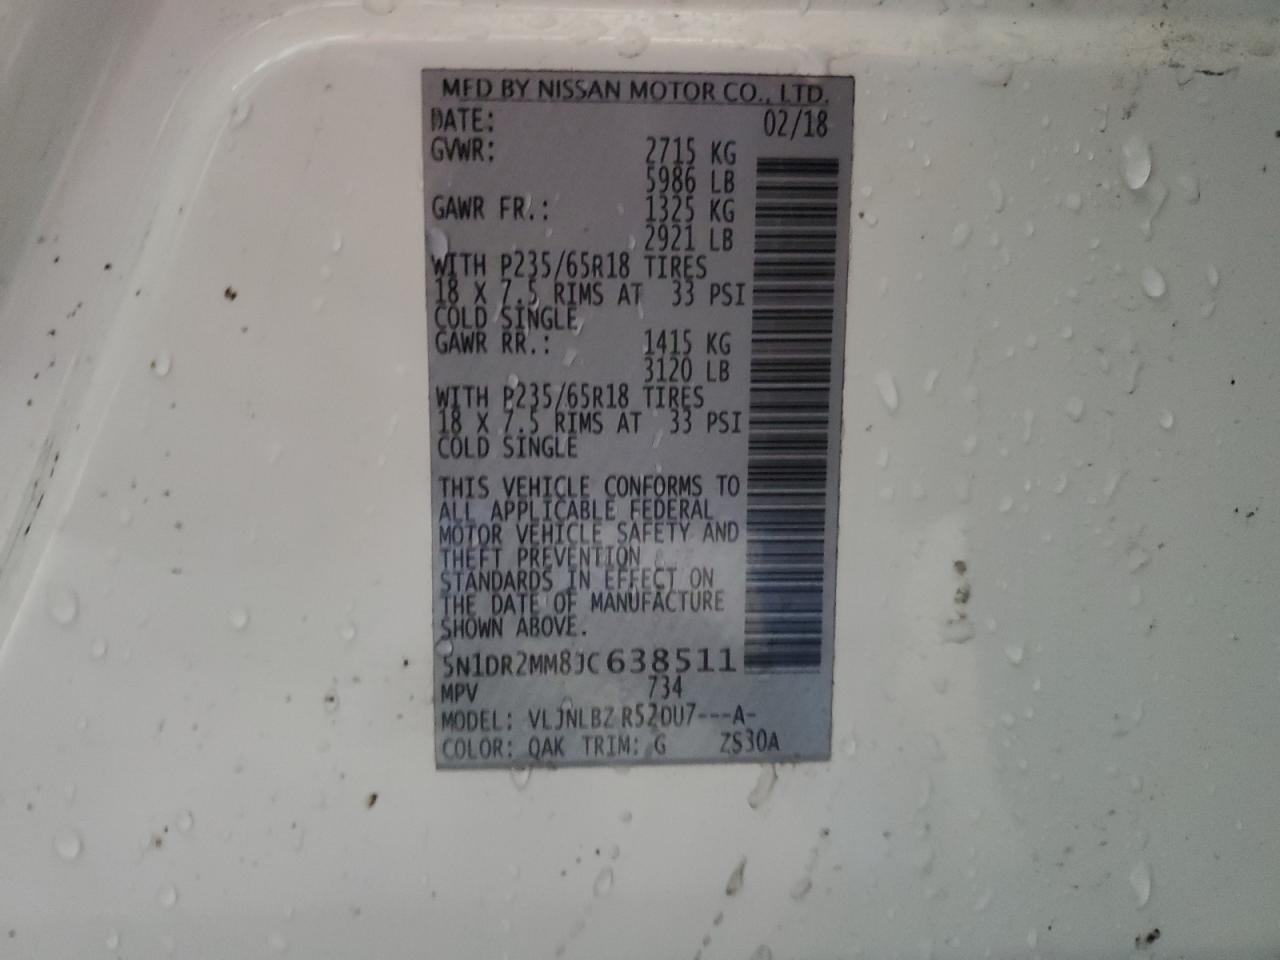 MFD BY NISSAN MOTOR CO., LTD.
DATE: 02/18
GVWR: 2715 KG
5986 LB
GAWR FR.: 1325 KG
2921 LB
WITH P235/65R18 TIRES
18 X 7.5 RIMS AT 33 PSI
COLD SINGLE
GAWR RR.: 1415 KG
3120 LB
WITH P235/65R18 TIRES
18 X 7.5 RIMS AT 33 PSI
COLD SINGLE
THIS VEHICLE CONFORMS TO
ALL APPLICABLE FEDERAL
MOTOR VEHICLE SAFETY AND
THEFT PREVENTION
STANDARDS IN EFFECT ON
THE DATE OF MANUFACTURE
SHOWN ABOVE.
5N1DR2MM8JC638511
MPV 734
MODEL: VLJNLBZ R520U7---A-
COLOR: QAK TRIM: G ZS30A